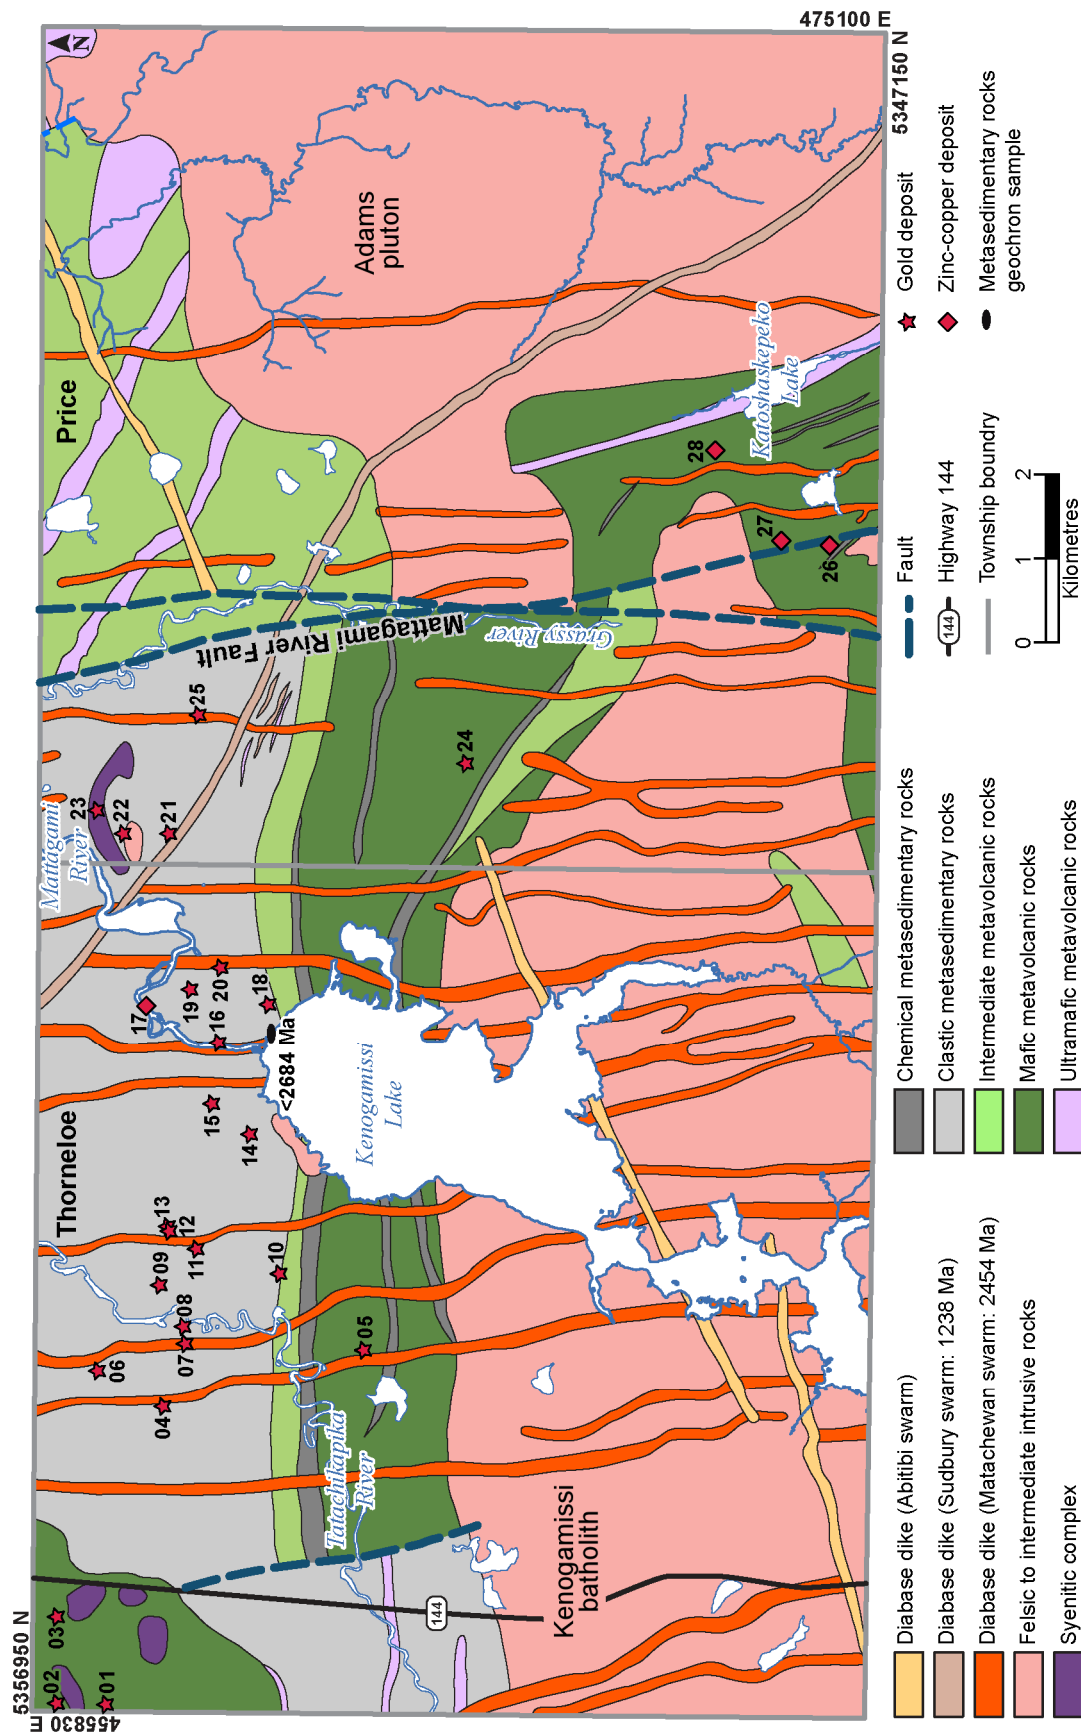 5356950 N
455830 E
475100 E
5347150 N
N
Thorneloe
Price
Mattagami
River
Mattagami River Fault
Grassy River
Adams
pluton
Katoshaskepeko
Lake
Kenogamissi
Lake
<2684 Ma
Tatachikapika
River
Kenogamissi
batholith
144
01
02
03
04
05
06
07
08
09
10
11
12
13
14
15
16
17
18
19
20
21
22
23
24
25
26
27
28
Diabase dike (Abitibi swarm)
Diabase dike (Sudbury swarm: 1238 Ma)
Diabase dike (Matachewan swarm: 2454 Ma)
Felsic to intermediate intrusive rocks
Syenitic complex
Chemical metasedimentary rocks
Clastic metasedimentary rocks
Intermediate metavolcanic rocks
Mafic metavolcanic rocks
Ultramafic metavolcanic rocks
Fault
144
Highway 144
Township boundry
0 1 2
Kilometres
Gold deposit
Zinc-copper deposit
Metasedimentary rocks
geochron sample